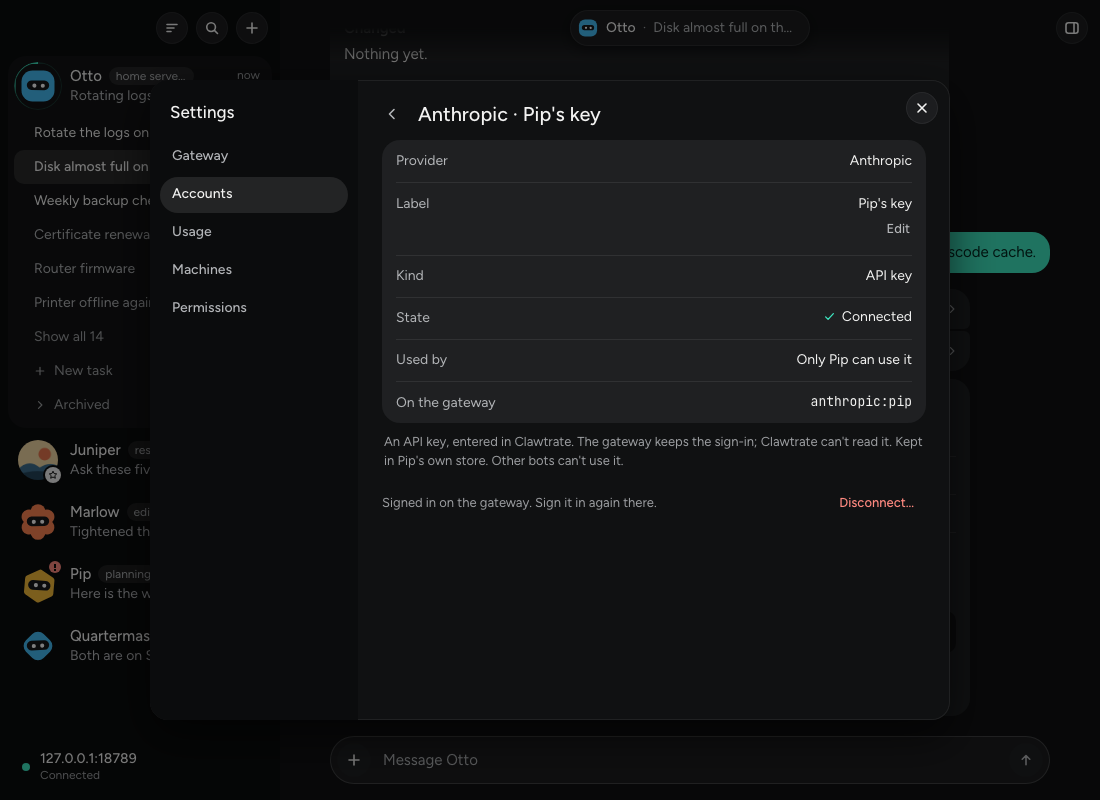 Otto · Disk almost full on th...
Nothing yet.
Otto home serve... now
Rotating logs
Rotate the logs on
Disk almost full on
Weekly backup che
Certificate renewa
Router firmware
Printer offline agai
Show all 14
New task
Archived
Juniper res
Ask these fiv
Marlow edi
Tightened th
Pip planning
Here is the w
Quartermas
Both are on S
127.0.0.1:18789
Connected
Settings
Gateway
Accounts
Usage
Machines
Permissions
Anthropic · Pip's key
Provider Anthropic
Label Pip's key
Edit
Kind API key
State Connected
Used by Only Pip can use it
On the gateway anthropic:pip
An API key, entered in Clawtrate. The gateway keeps the sign-in; Clawtrate can't read it. Kept
in Pip's own store. Other bots can't use it.
Signed in on the gateway. Sign it in again there. Disconnect...
scode cache.
Message Otto